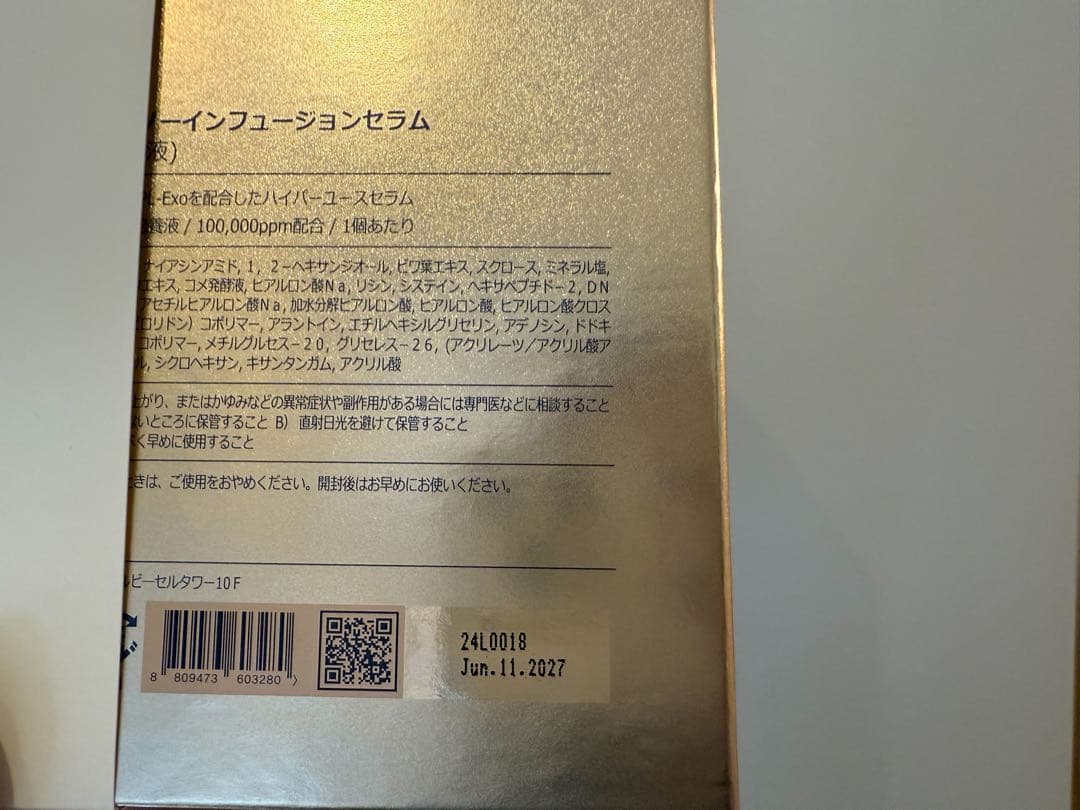 ーインフュージョンセラム
液)
L-Exoを配合したハイパーユースセラム
養液 / 100,000ppm配合 / 1個あたり
ナイアシンアミド, 1, 2−ヘキサンジオール, ビワ葉エキス, スクロース, ミネラル塩,
エキス, コメ発酵液, ヒアルロン酸Na, リシン, システイン, ヘキサペプチド−2, DN
アセチルヒアルロン酸Na, 加水分解ヒアルロン酸, ヒアルロン酸, ヒアルロン酸クロス
ロリドン) コポリマー, アラントイン, エチルヘキシルグリセリン, アデノシン, ドドキ
コポリマー, メチルグルセス−20, グリセレス−26, (アクリレーツ／アクリル酸ア
ル, シクロヘキサン, キサンタンガム, アクリル酸
上がり、またはかゆみなどの異常症状や副作用がある場合には専門医などに相談すること
いところに保管すること B) 直射日光を避けて保管すること
く早めに使用すること
ときは、ご使用をおやめください。開封後はお早めにお使いください。
ルビーセルタワー10F
24L0018
Jun.11.2027
8 809473 603280 〉